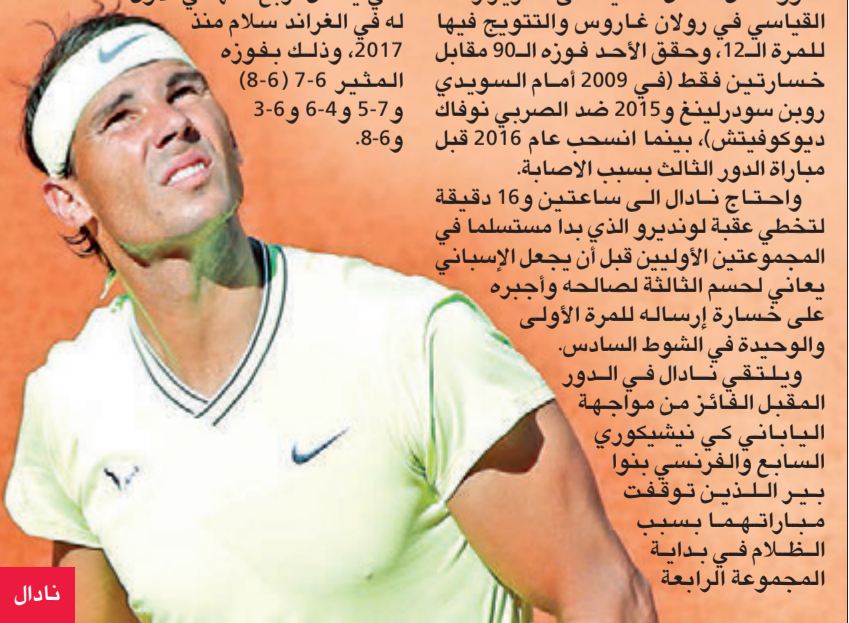 القياسي في رولان غاروس والتتويج فيها
للمرة الـ12، وحقق الأحد فوزه الـ90 مقابل
خسارتين فقط (في 2009 أمام السويدي
روبن سودرلينغ و2015 ضد الصربي نوفاك
ديوكوفيتش)، بينما انسحب عام 2016 قبل
مباراة الدور الثالث بسبب الاصابة.
واحتاج نادال الى ساعتين و16 دقيقة
لتخطي عقبة لونديرو الذي بدا مستسلما في
المجموعتين الأوليين قبل أن يجعل الإسباني
يعاني لحسم الثالثة لصالحه وأجبره
على خسارة إرساله للمرة الأولى
والوحيدة في الشوط السادس.
ويلتقي نادال في الدور
المقبل الفائز من مواجهة
الياباني كي نيشيكوري
السابع والفرنسي بنوا
بير اللذين توقفت
مباراتهما بسبب
الظلام في بداية
المجموعة الرابعة
له في الغراند سلام منذ
2017، وذلك بفوزه
المثير 6-7 (6-8)
و7-5 و4-6 و6-3
و6-8.
نادال